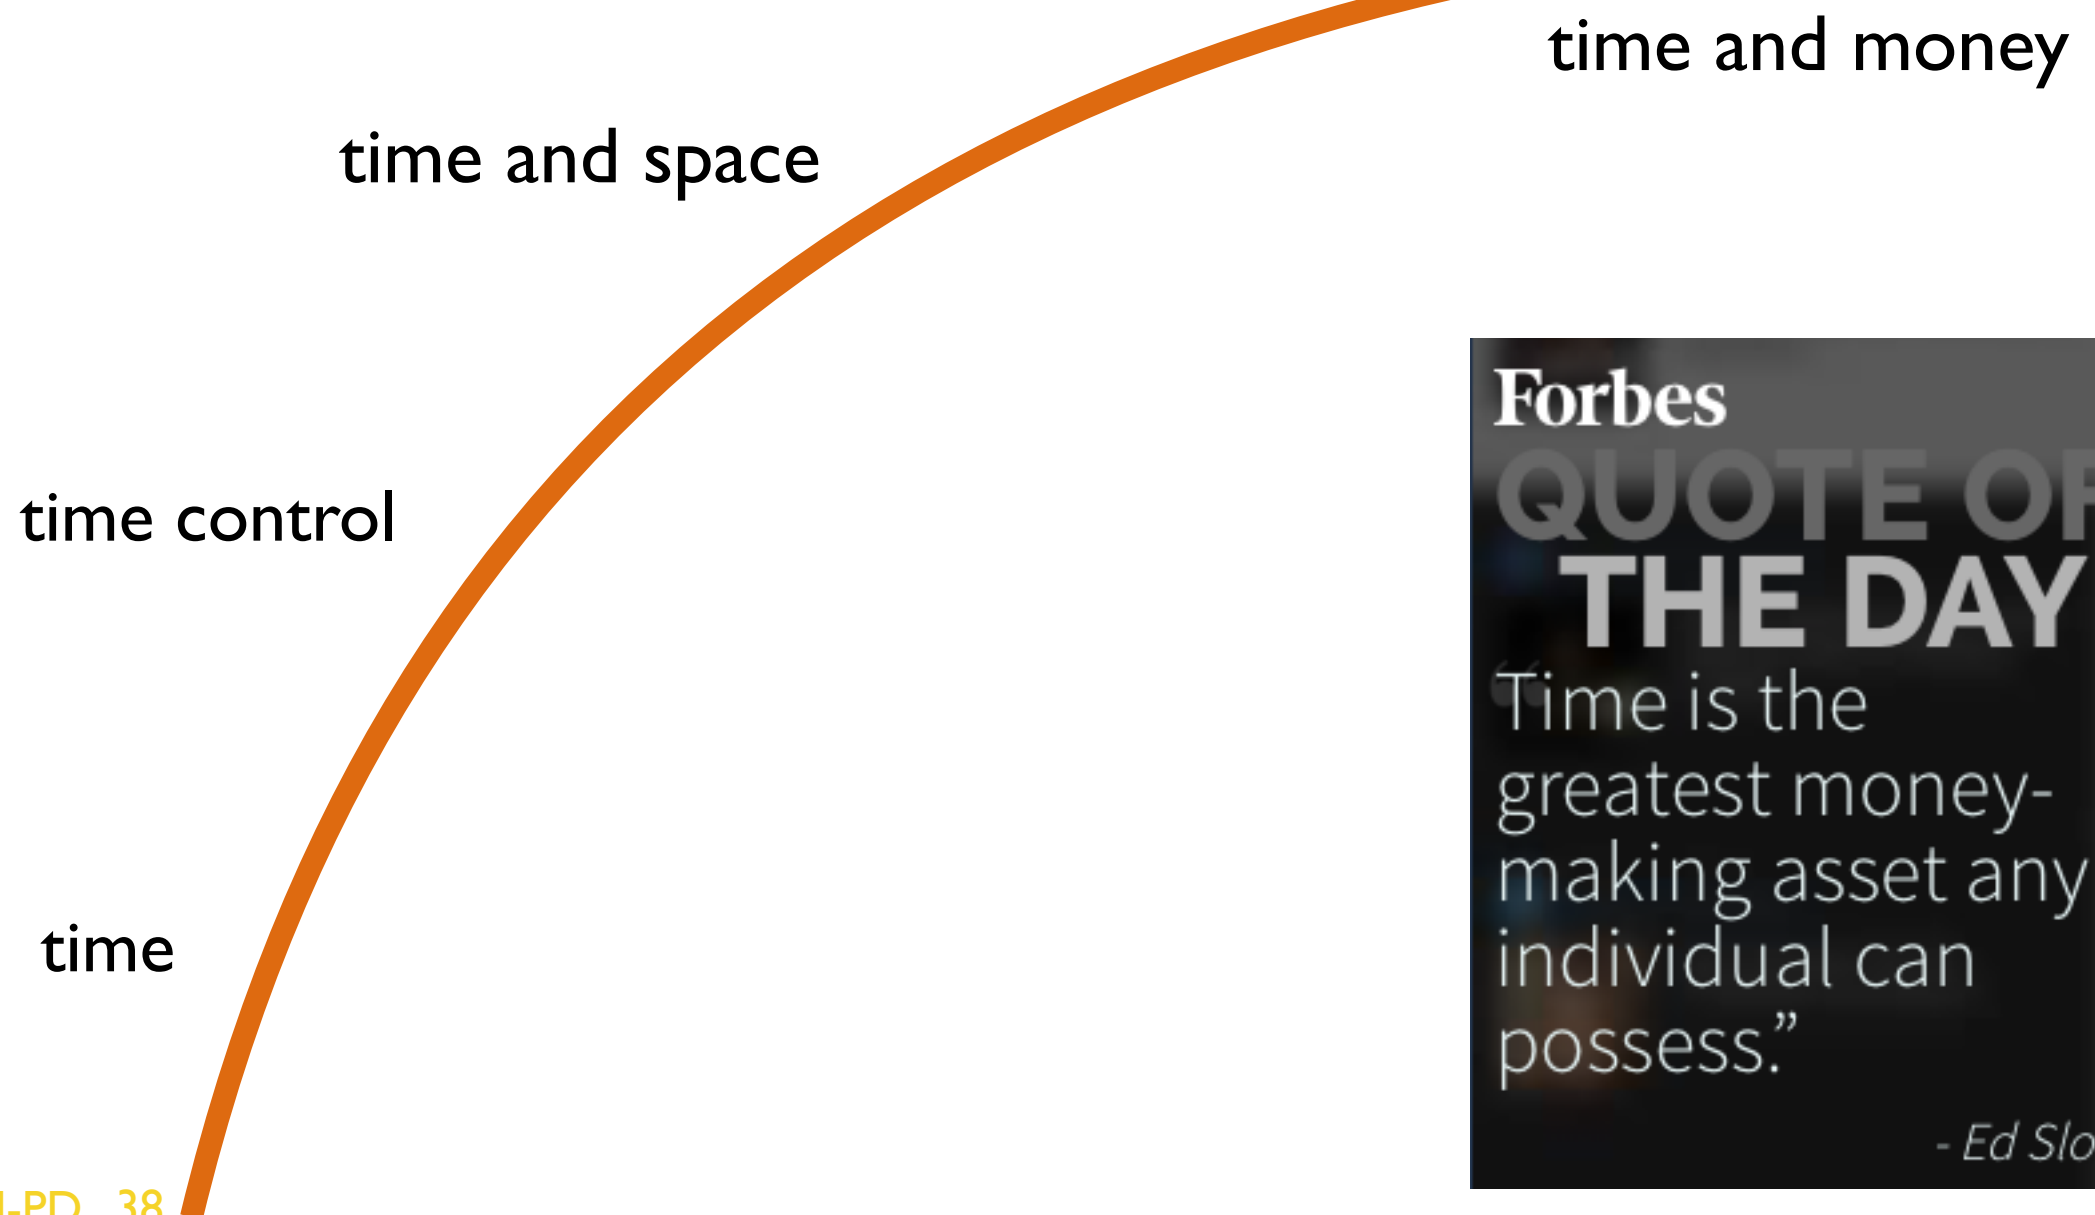 time and money
time and space
time control
time
Forbes
QUOTE OF
THE DAY
“Time is the
greatest money-
making asset any
individual can
possess.”
- Ed Slo
-PD 38